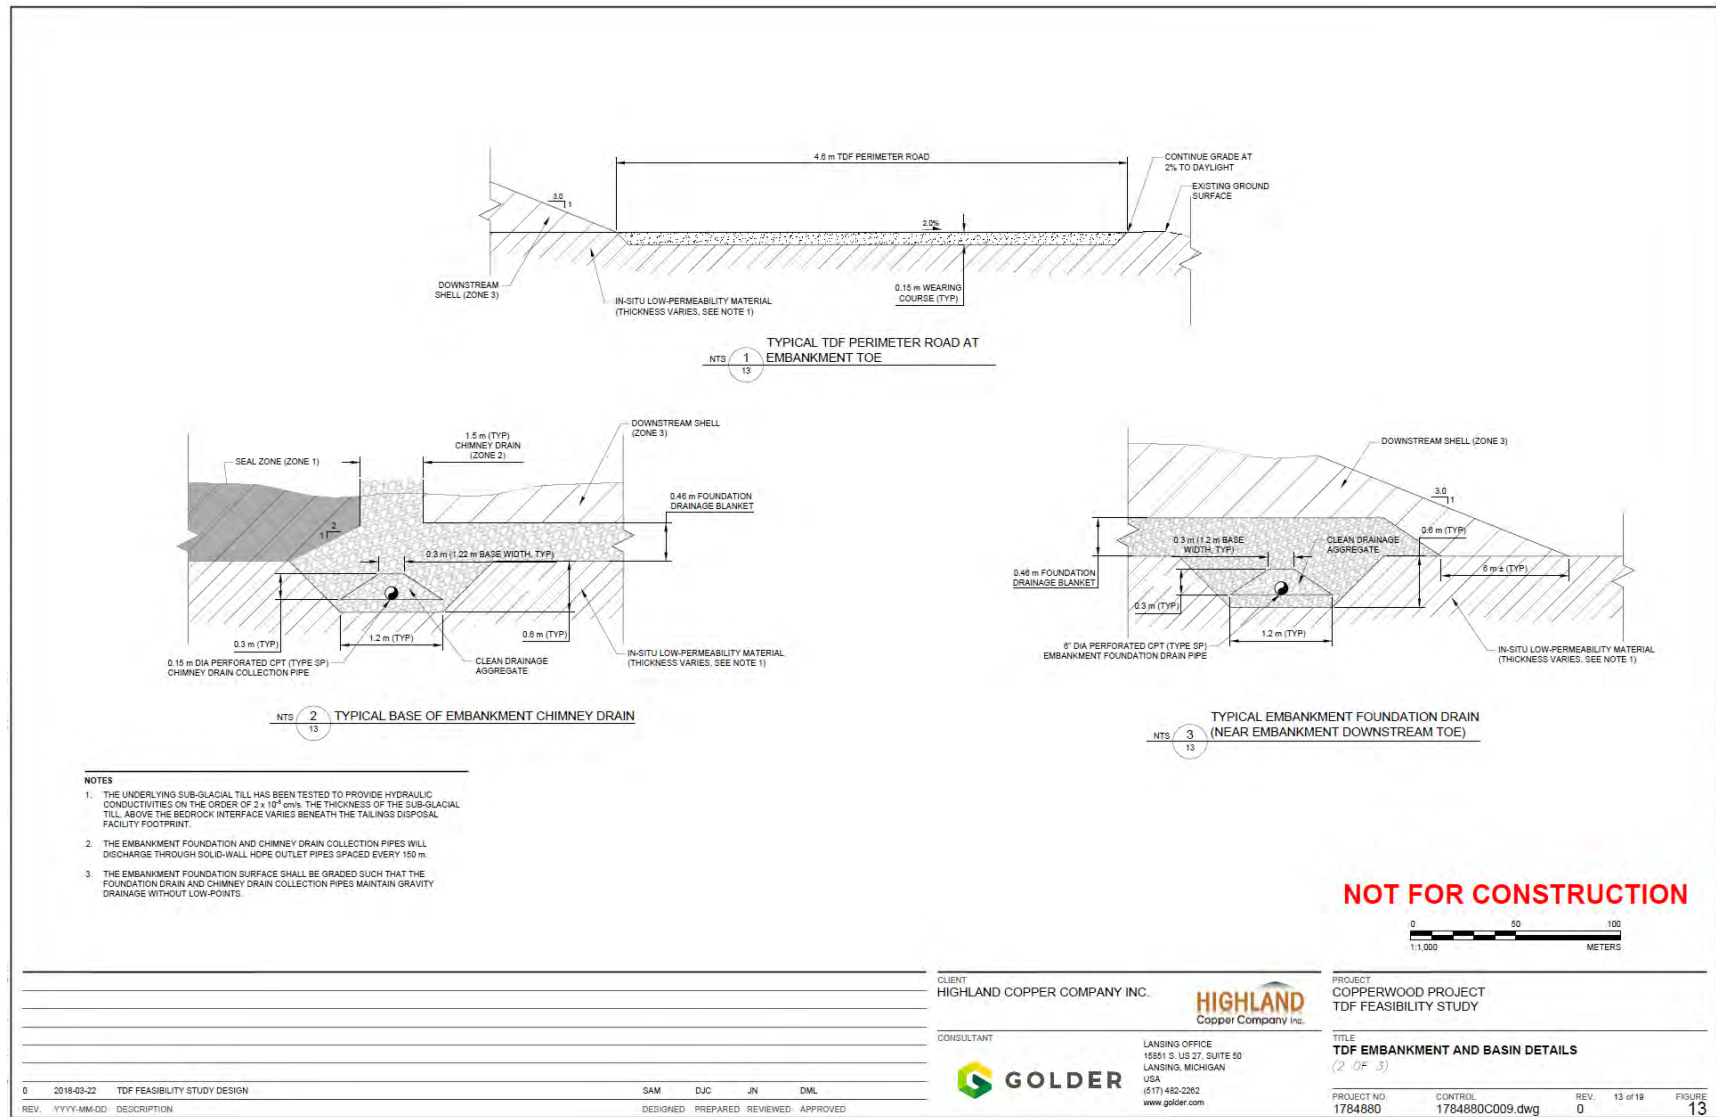 4.6 m TDF PERIMETER ROAD
CONTINUE GRADE AT
2% TO DAYLIGHT
EXISTING GROUND
SURFACE
3.0
1
2.0%
DOWNSTREAM
SHELL (ZONE 3)
IN-SITU LOW-PERMEABILITY MATERIAL
(THICKNESS VARIES, SEE NOTE 1)
0.15 m WEARING
COURSE (TYP)
NTS
1
13
TYPICAL TDF PERIMETER ROAD AT
EMBANKMENT TOE
SEAL ZONE (ZONE 1)
1.5 m (TYP)
CHIMNEY DRAIN
(ZONE 2)
DOWNSTREAM SHELL
(ZONE 3)
0.46 m FOUNDATION
DRAINAGE BLANKET
2
1
0.3 m (1.22 m BASE WIDTH, TYP)
0.3 m (TYP)
1.2 m (TYP)
0.6 m (TYP)
0.15 m DIA PERFORATED CPT (TYPE SP)
CHIMNEY DRAIN COLLECTION PIPE
CLEAN DRAINAGE
AGGREGATE
IN-SITU LOW-PERMEABILITY MATERIAL
(THICKNESS VARIES, SEE NOTE 1)
NTS
2
13
TYPICAL BASE OF EMBANKMENT CHIMNEY DRAIN
DOWNSTREAM SHELL (ZONE 3)
3.0
1
0.6 m (TYP)
0.3 m (1.2 m BASE
WIDTH, TYP)
CLEAN DRAINAGE
AGGREGATE
0.46 m FOUNDATION
DRAINAGE BLANKET
6 m ± (TYP)
0.3 m (TYP)
1.2 m (TYP)
6" DIA PERFORATED CPT (TYPE SP)
EMBANKMENT FOUNDATION DRAIN PIPE
IN-SITU LOW-PERMEABILITY MATERIAL
(THICKNESS VARIES, SEE NOTE 1)
NTS
3
13
TYPICAL EMBANKMENT FOUNDATION DRAIN
(NEAR EMBANKMENT DOWNSTREAM TOE)
NOTES
1. THE UNDERLYING SUB-GLACIAL TILL HAS BEEN TESTED TO PROVIDE HYDRAULIC
CONDUCTIVITIES ON THE ORDER OF 2 x 10⁻⁸ cm/s. THE THICKNESS OF THE SUB-GLACIAL
TILL, ABOVE THE BEDROCK INTERFACE VARIES BENEATH THE TAILINGS DISPOSAL
FACILITY FOOTPRINT.
2. THE EMBANKMENT FOUNDATION AND CHIMNEY DRAIN COLLECTION PIPES WILL
DISCHARGE THROUGH SOLID-WALL HDPE OUTLET PIPES SPACED EVERY 150 m.
3. THE EMBANKMENT FOUNDATION SURFACE SHALL BE GRADED SUCH THAT THE
FOUNDATION DRAIN AND CHIMNEY DRAIN COLLECTION PIPES MAINTAIN GRAVITY
DRAINAGE WITHOUT LOW-POINTS.
NOT FOR CONSTRUCTION
0 50 100
1:1,000 METERS
CLIENT
HIGHLAND COPPER COMPANY INC.
HIGHLAND
Copper Company Inc.
CONSULTANT
GOLDER
LANSING OFFICE
15851 S. US 27, SUITE 50
LANSING, MICHIGAN
USA
(517) 482-2262
www.golder.com
PROJECT
COPPERWOOD PROJECT
TDF FEASIBILITY STUDY
TITLE
TDF EMBANKMENT AND BASIN DETAILS
(2 OF 3)
PROJECT NO. CONTROL REV. 13 of 19 FIGURE
1784880 1784880C009.dwg 0 13
0 2018-03-22 TDF FEASIBILITY STUDY DESIGN SAM DJC JN DML
REV. YYYY-MM-DD DESCRIPTION DESIGNED PREPARED REVIEWED APPROVED